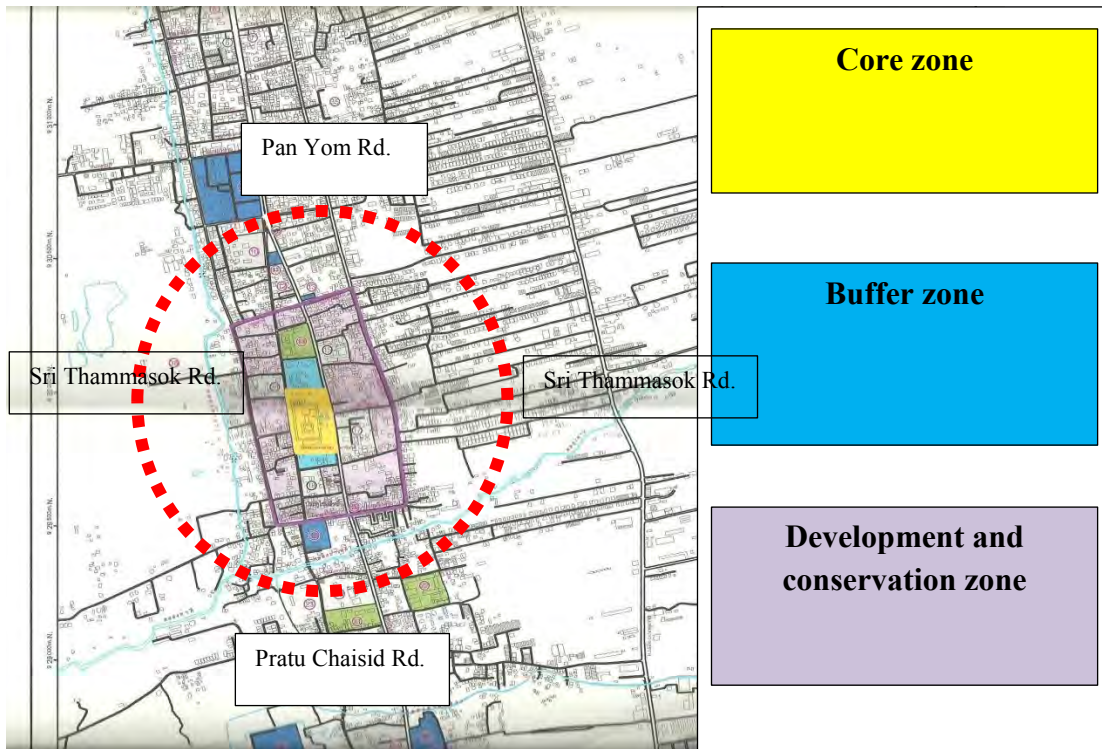 Core zone
Pan Yom Rd.
Buffer zone
Sri Thammasok Rd.
Sri Thammasok Rd.
Development and
conservation zone
Pratu Chaisid Rd.